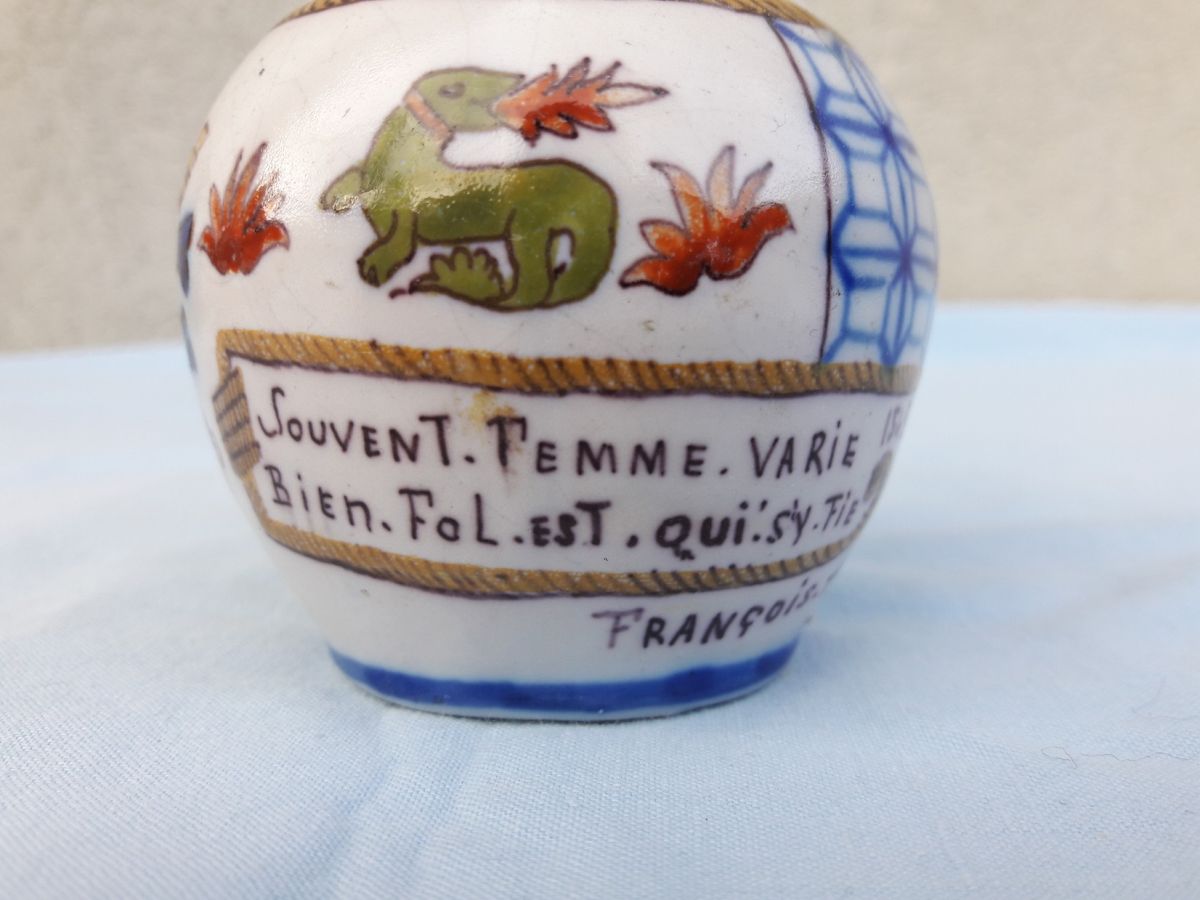 SOUVENT. FEMME. VARIE
BIEN. FOL. EST. QUI. S'Y. FIE
FRANÇOIS.